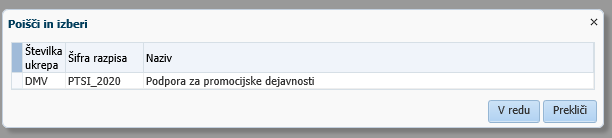 Poišči in izberi
Številka ukrepa Šifra razpisa Naziv
DMV PTSI_2020 Podpora za promocijske dejavnosti
V redu Prekliči